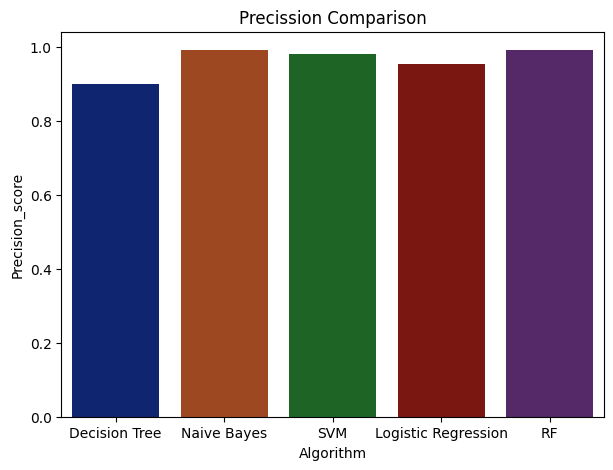 Precission Comparison
Precision_score
1.0
0.8
0.6
0.4
0.2
0.0
Decision Tree Naive Bayes SVM Logistic Regression RF
Algorithm